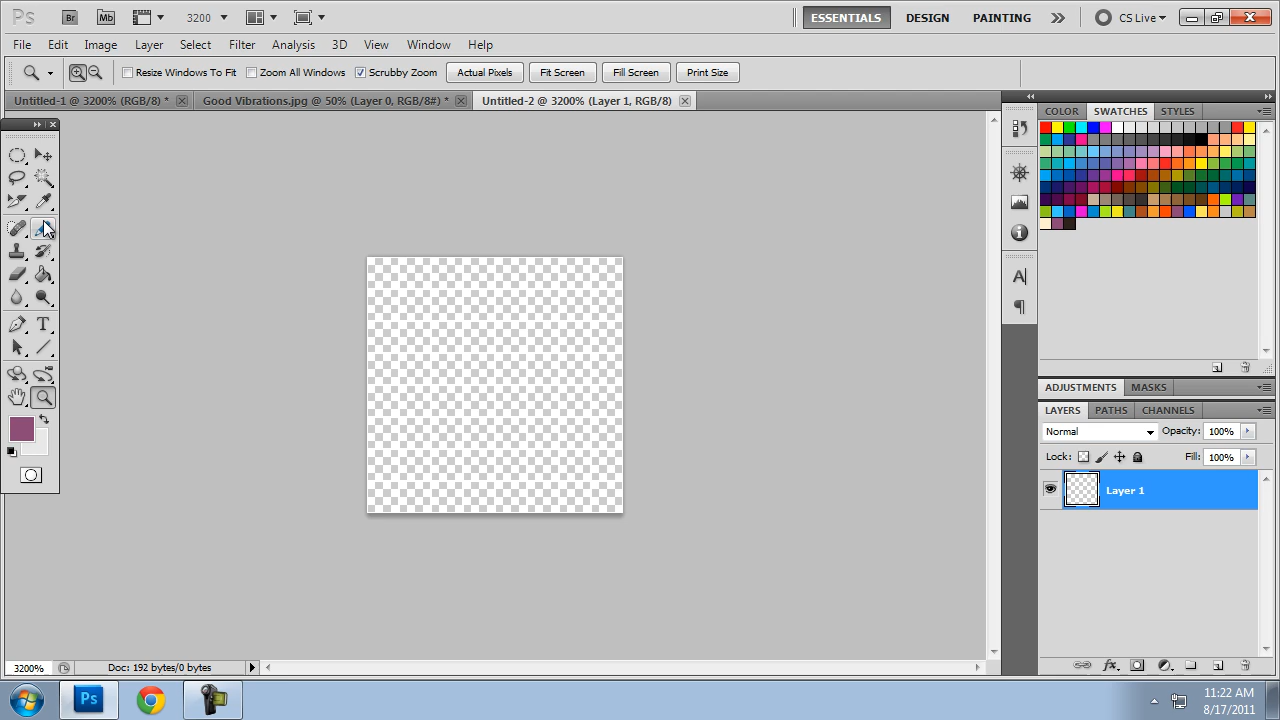 Ps Br Mb 3200 ESSENTIALS DESIGN PAINTING CS Live
File Edit Image Layer Select Filter Analysis 3D View Window Help
Resize Windows To Fit Zoom All Windows Scrubby Zoom Actual Pixels Fit Screen Fill Screen Print Size
Untitled-1 @ 3200% (RGB/8) * Good Vibrations.jpg @ 50% (Layer 0, RGB/8#) * Untitled-2 @ 3200% (Layer 1, RGB/8)
COLOR SWATCHES STYLES
T
A
ADJUSTMENTS MASKS
LAYERS PATHS CHANNELS
Normal Opacity: 100%
Lock: Fill: 100%
Layer 1
fx
3200% Doc: 192 bytes/0 bytes
Ps
11:22 AM
8/17/2011